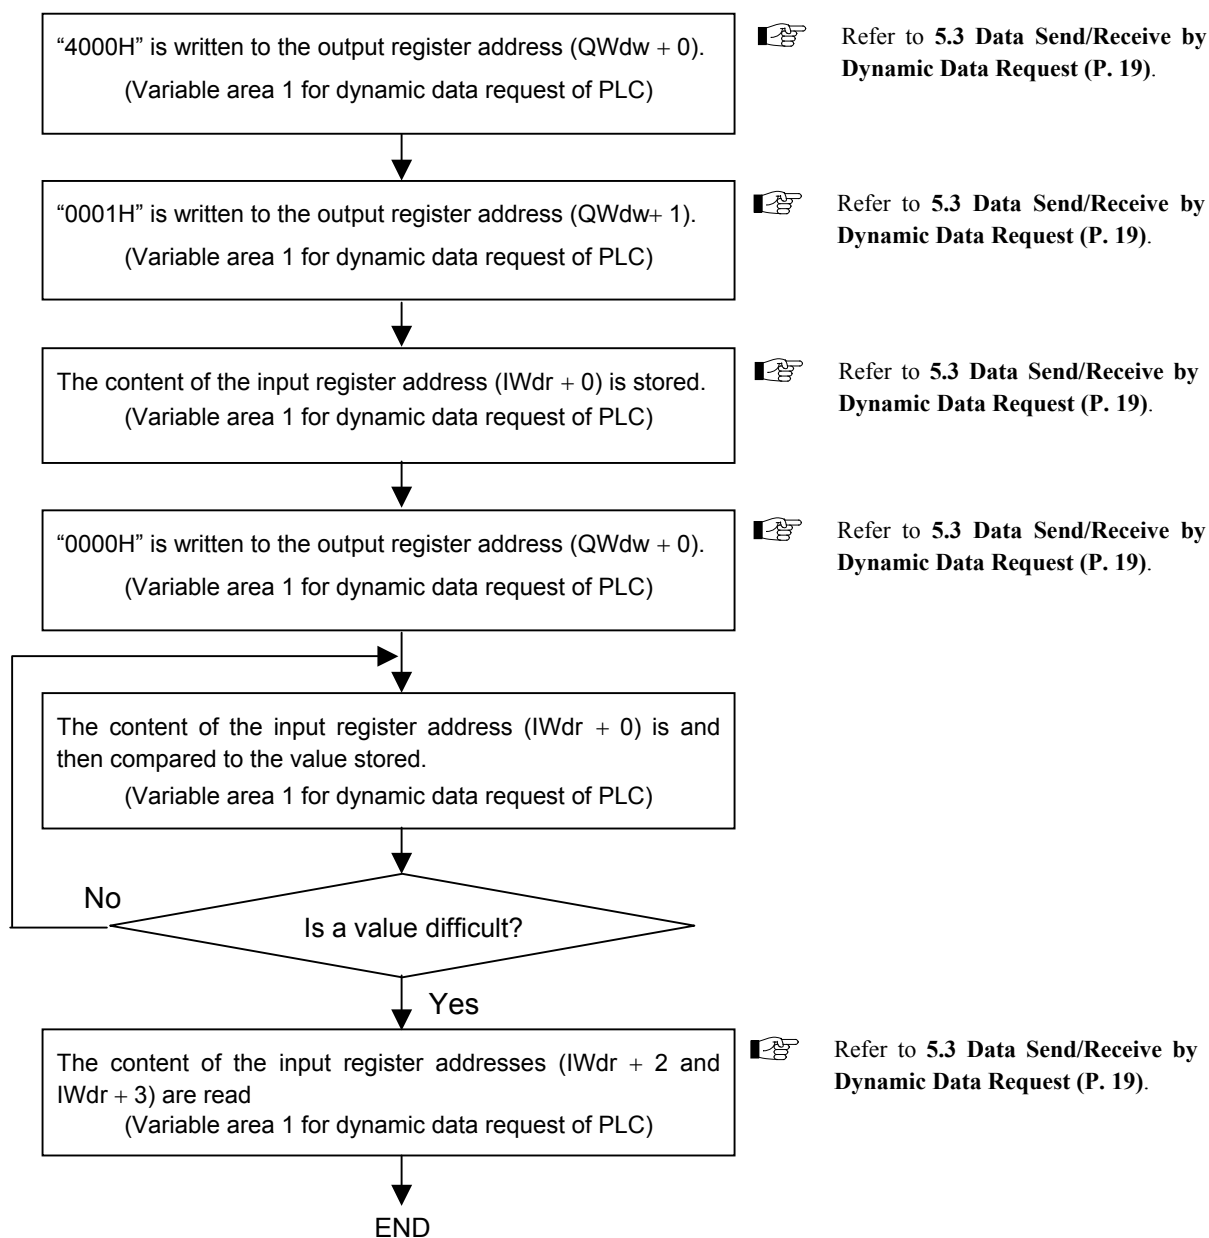 “4000H” is written to the output register address (QWdw + 0).
(Variable area 1 for dynamic data request of PLC)
Refer to 5.3 Data Send/Receive by
Dynamic Data Request (P. 19).
“0001H” is written to the output register address (QWdw+ 1).
(Variable area 1 for dynamic data request of PLC)
Refer to 5.3 Data Send/Receive by
Dynamic Data Request (P. 19).
The content of the input register address (IWdr + 0) is stored.
(Variable area 1 for dynamic data request of PLC)
Refer to 5.3 Data Send/Receive by
Dynamic Data Request (P. 19).
“0000H” is written to the output register address (QWdw + 0).
(Variable area 1 for dynamic data request of PLC)
Refer to 5.3 Data Send/Receive by
Dynamic Data Request (P. 19).
The content of the input register address (IWdr + 0) is and
then compared to the value stored.
(Variable area 1 for dynamic data request of PLC)
No
Is a value difficult?
Yes
The content of the input register addresses (IWdr + 2 and
IWdr + 3) are read
(Variable area 1 for dynamic data request of PLC)
Refer to 5.3 Data Send/Receive by
Dynamic Data Request (P. 19).
END